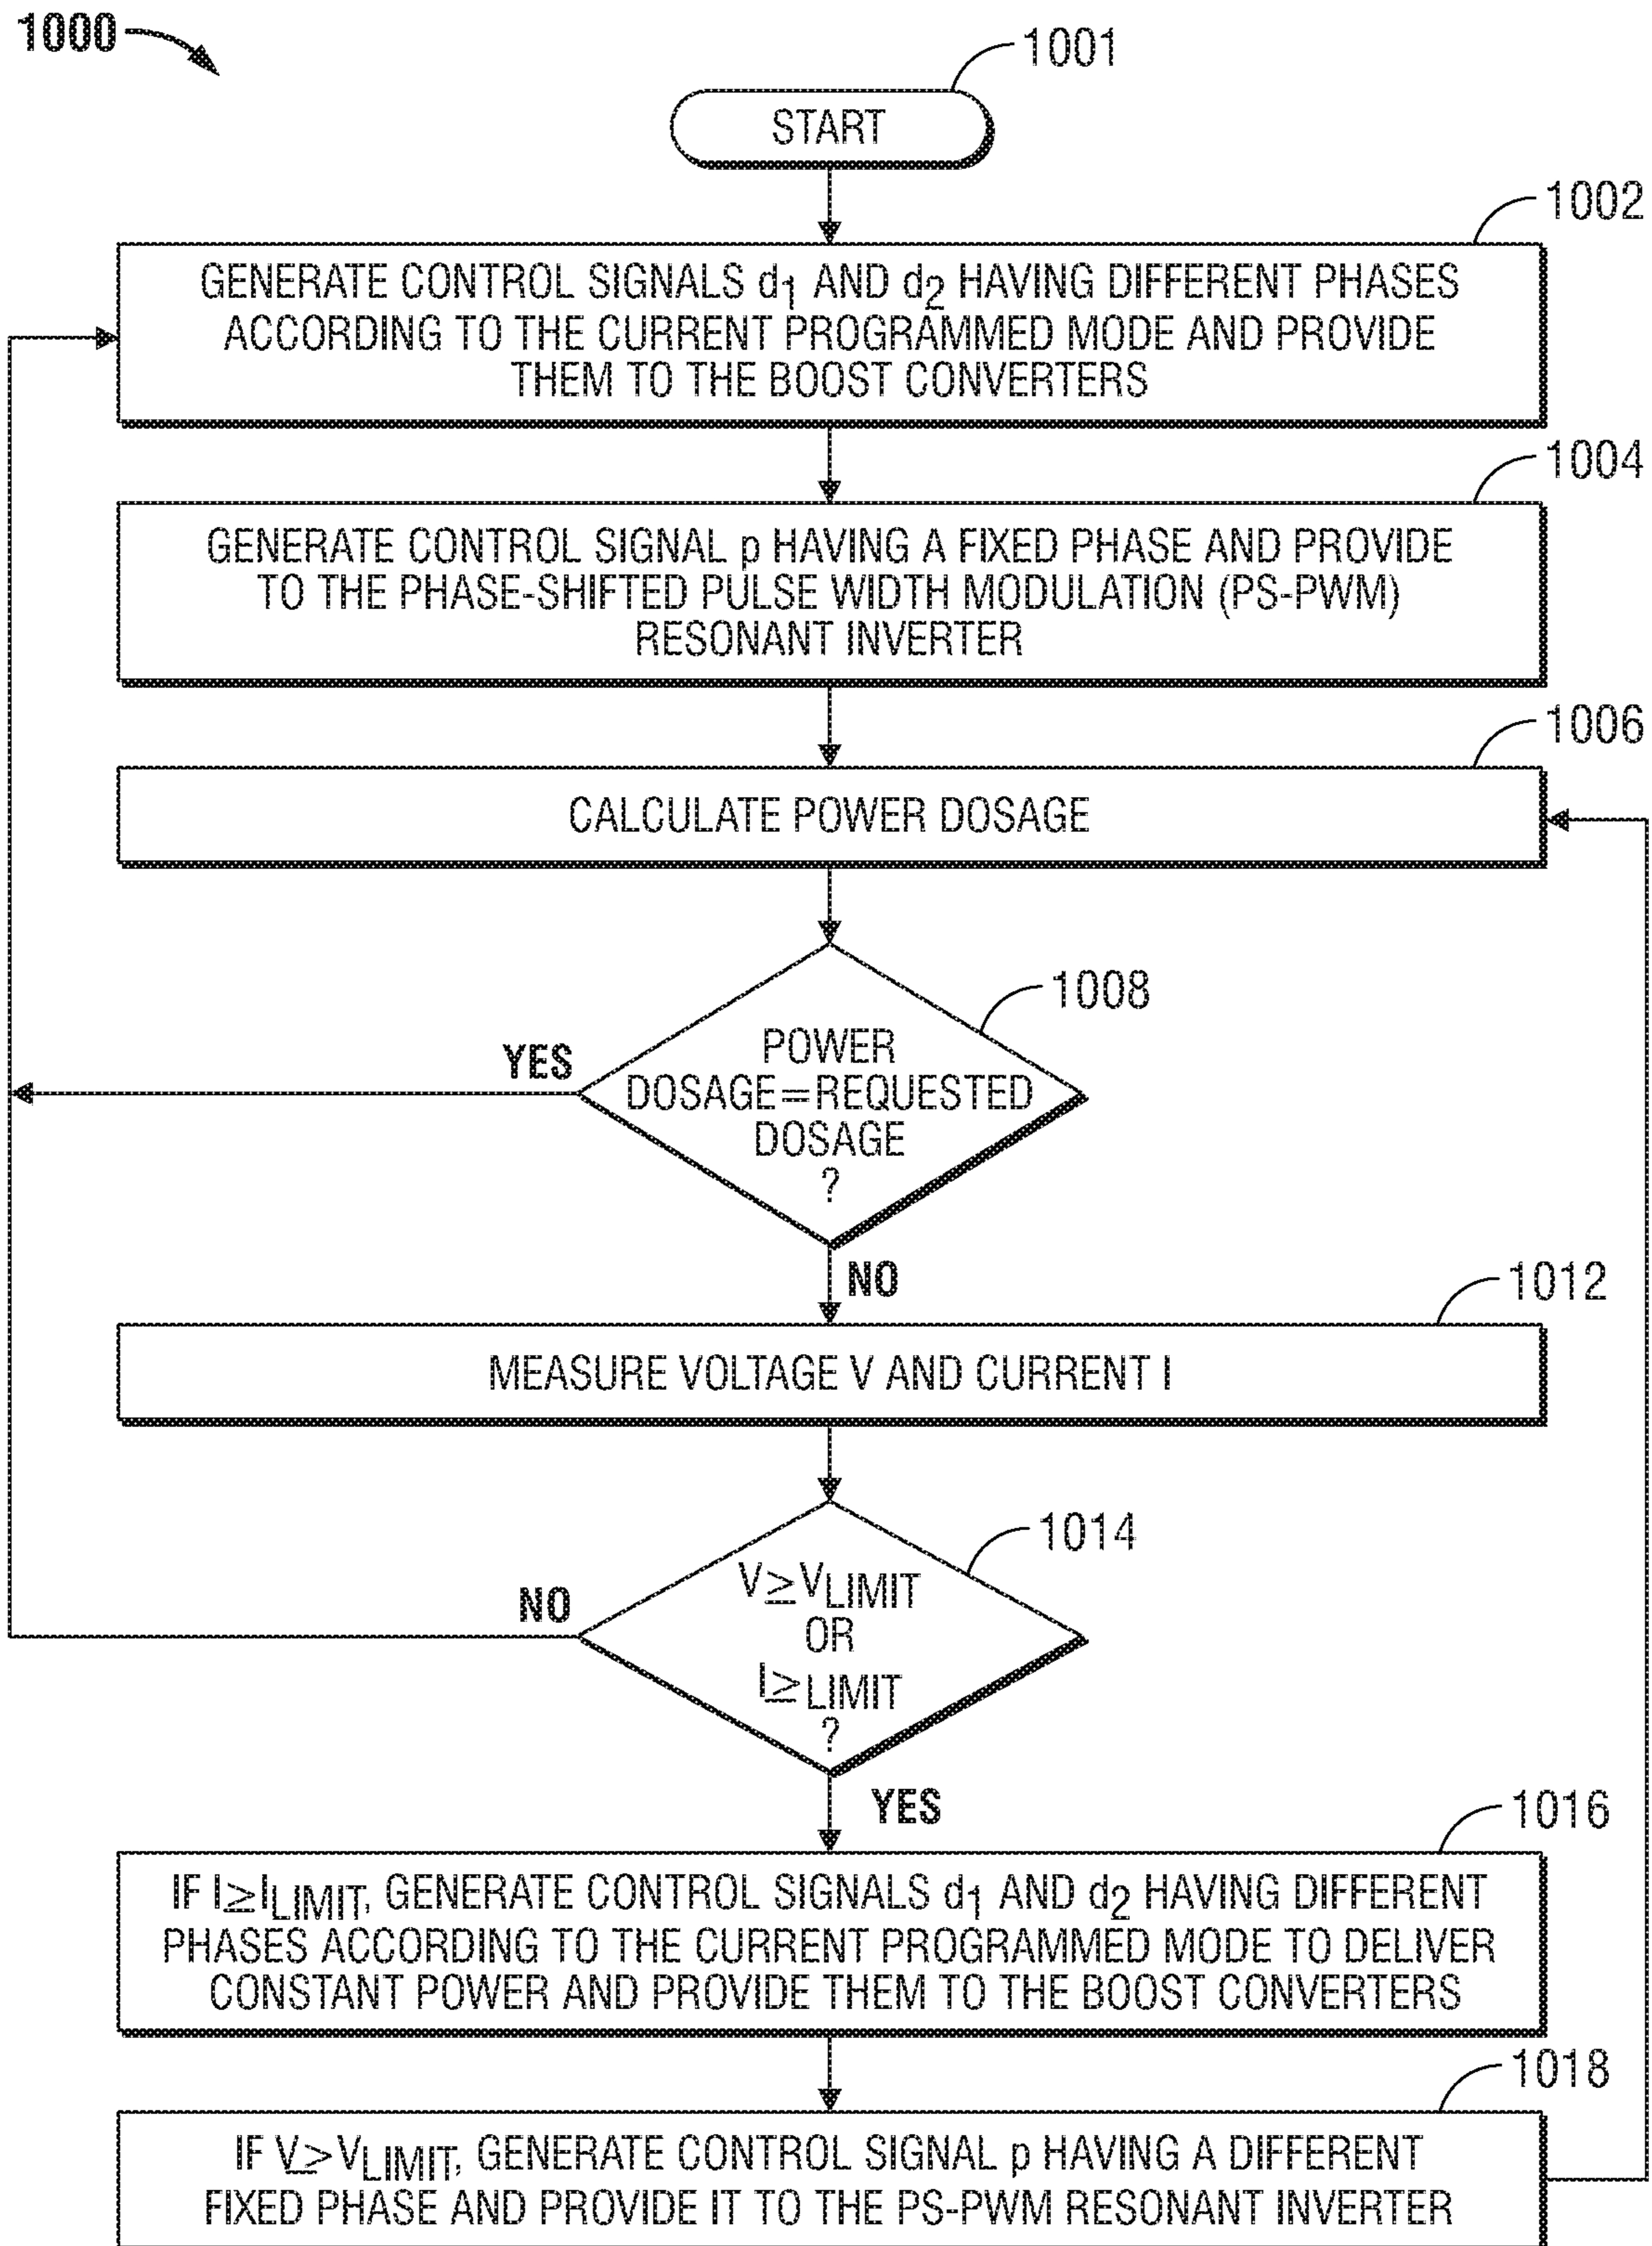 1000
1001
START
1002
GENERATE CONTROL SIGNALS d1 AND d2 HAVING DIFFERENT PHASES
ACCORDING TO THE CURRENT PROGRAMMED MODE AND PROVIDE
THEM TO THE BOOST CONVERTERS
1004
GENERATE CONTROL SIGNAL p HAVING A FIXED PHASE AND PROVIDE
TO THE PHASE-SHIFTED PULSE WIDTH MODULATION (PS-PWM)
RESONANT INVERTER
1006
CALCULATE POWER DOSAGE
1008
POWER
DOSAGE=REQUESTED
DOSAGE
?
YES
NO
1012
MEASURE VOLTAGE V AND CURRENT I
1014
V≥VLIMIT
OR
I≥LIMIT
?
NO
YES
1016
IF I≥ILIMIT, GENERATE CONTROL SIGNALS d1 AND d2 HAVING DIFFERENT
PHASES ACCORDING TO THE CURRENT PROGRAMMED MODE TO DELIVER
CONSTANT POWER AND PROVIDE THEM TO THE BOOST CONVERTERS
1018
IF V≥VLIMIT, GENERATE CONTROL SIGNAL p HAVING A DIFFERENT
FIXED PHASE AND PROVIDE IT TO THE PS-PWM RESONANT INVERTER